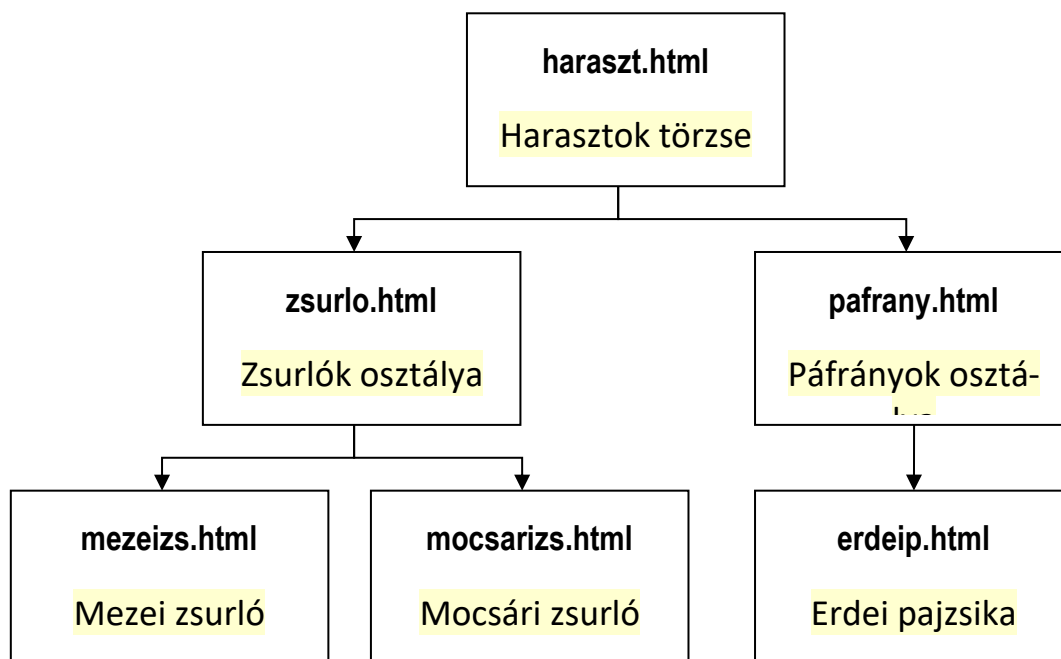 haraszt.html
Harasztok törzse
zsurlo.html
Zsurlók osztálya
pafrany.html
Páfrányok osztá-
mezeizs.html
Mezei zsurló
mocsarizs.html
Mocsári zsurló
erdeip.html
Erdei pajzsika